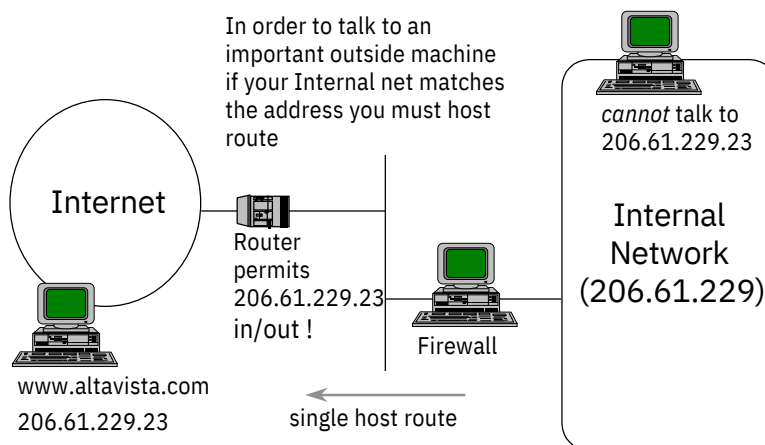 In order to talk to an
important outside machine
if your Internal net matches
the address you must host
route
cannot talk to
206.61.229.23
Internet
Internal
Network
(206.61.229)
Router
permits
206.61.229.23
in/out !
Firewall
www.altavista.com
206.61.229.23
single host route